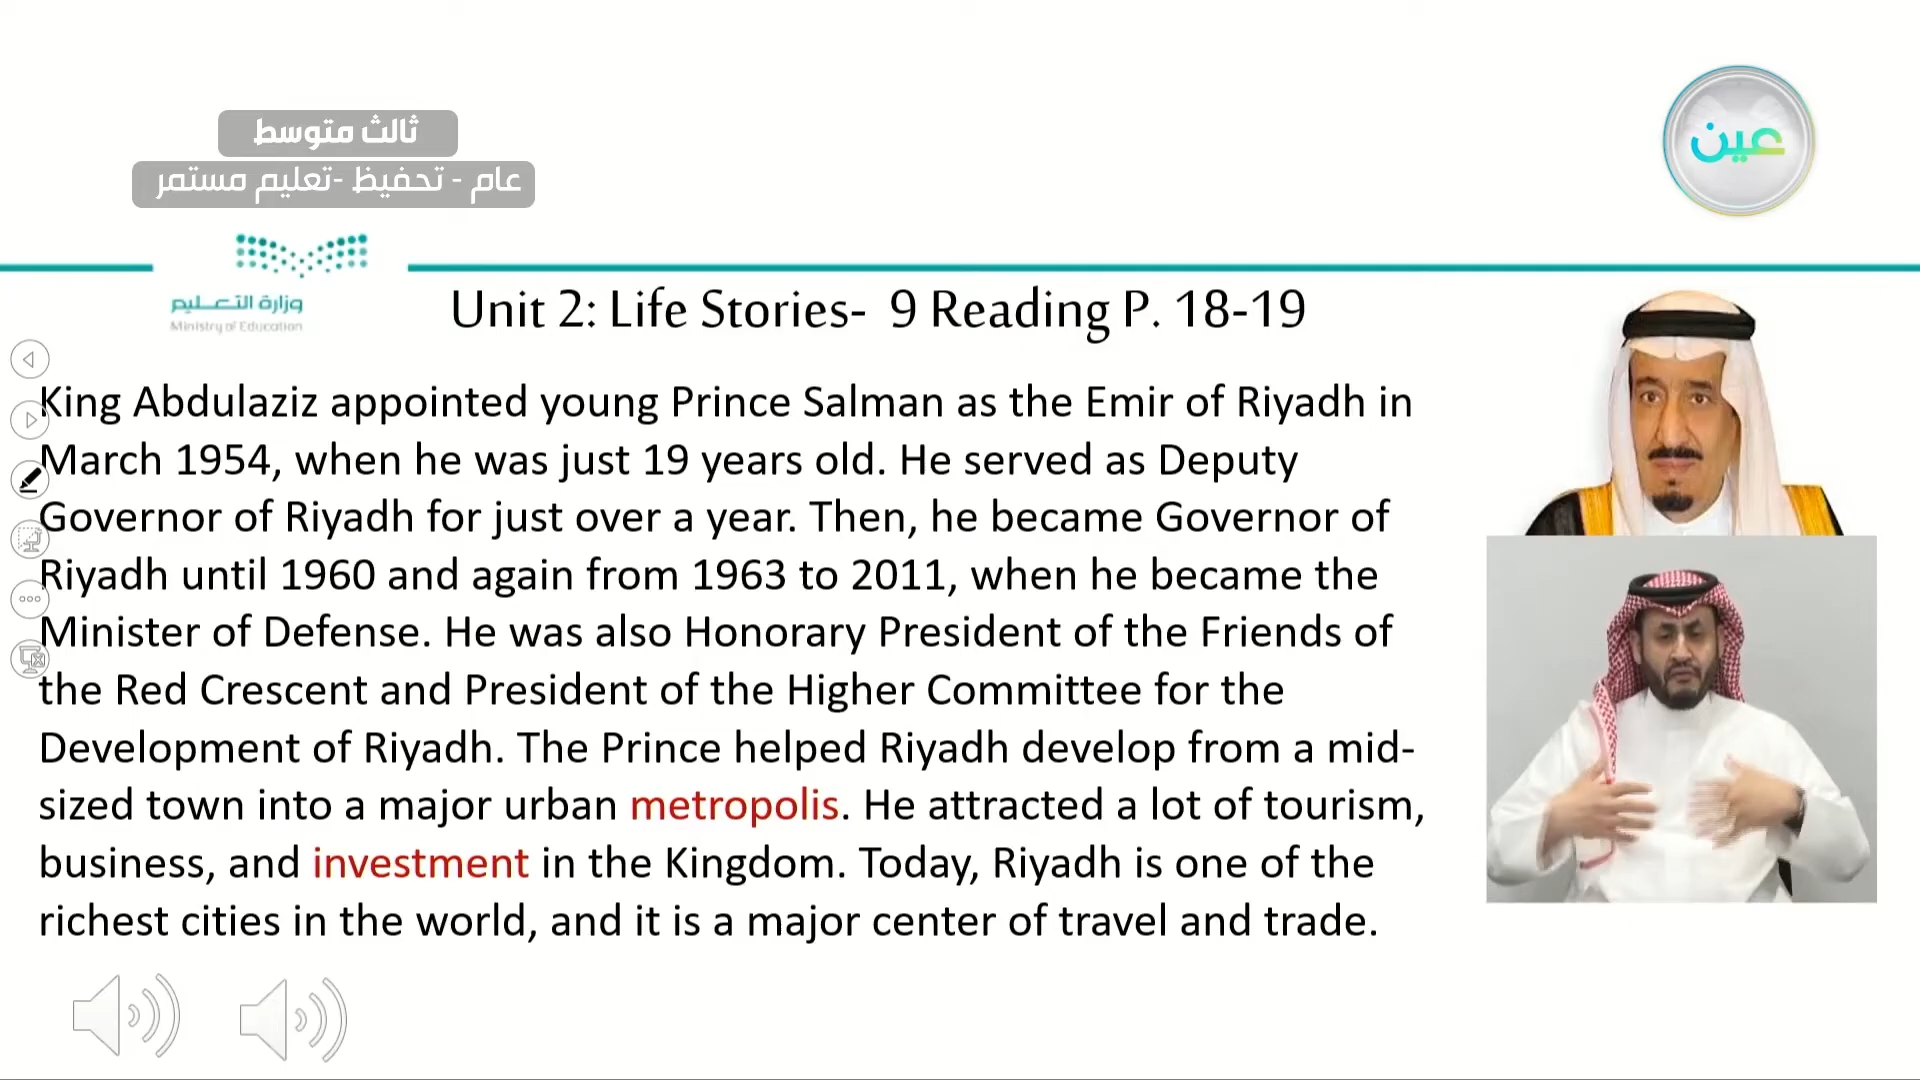 ثالث متوسط
عام - تحفيظ -تعليم مستمر
عين
وزارة التعليم
Ministry of Education
Unit 2: Life Stories-  9 Reading P. 18-19
King Abdulaziz appointed young Prince Salman as the Emir of Riyadh in
March 1954, when he was just 19 years old. He served as Deputy
Governor of Riyadh for just over a year. Then, he became Governor of
Riyadh until 1960 and again from 1963 to 2011, when he became the
Minister of Defense. He was also Honorary President of the Friends of
the Red Crescent and President of the Higher Committee for the
Development of Riyadh. The Prince helped Riyadh develop from a mid-
sized town into a major urban metropolis. He attracted a lot of tourism,
business, and investment in the Kingdom. Today, Riyadh is one of the
richest cities in the world, and it is a major center of travel and trade.